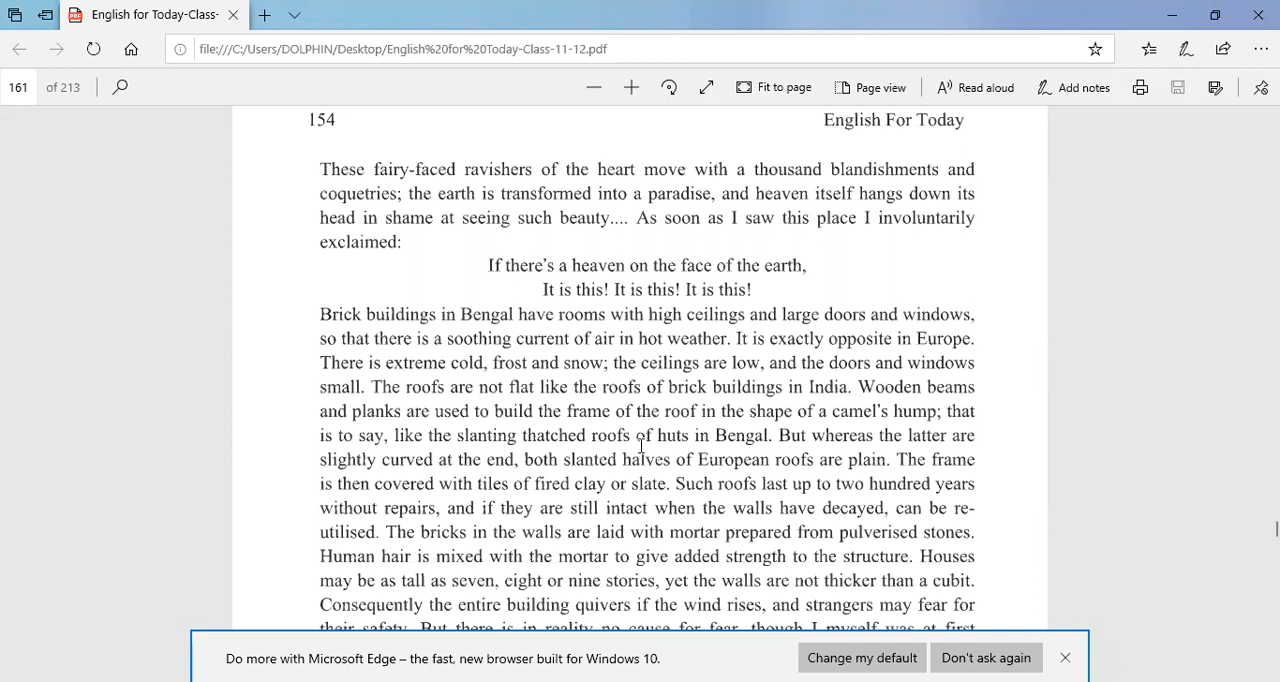 English for Today-Class-
file:///C:/Users/DOLPHIN/Desktop/English%20for%20Today-Class-11-12.pdf
161 of 213 Fit to page Page view Read aloud Add notes
154 English For Today
These fairy-faced ravishers of the heart move with a thousand blandishments and
coquetries; the earth is transformed into a paradise, and heaven itself hangs down its
head in shame at seeing such beauty.... As soon as I saw this place I involuntarily
exclaimed:
If there's a heaven on the face of the earth,
It is this! It is this! It is this!
Brick buildings in Bengal have rooms with high ceilings and large doors and windows,
so that there is a soothing current of air in hot weather. It is exactly opposite in Europe.
There is extreme cold, frost and snow; the ceilings are low, and the doors and windows
small. The roofs are not flat like the roofs of brick buildings in India. Wooden beams
and planks are used to build the frame of the roof in the shape of a camel's hump; that
is to say, like the slanting thatched roofs of huts in Bengal. But whereas the latter are
slightly curved at the end, both slanted halves of European roofs are plain. The frame
is then covered with tiles of fired clay or slate. Such roofs last up to two hundred years
without repairs, and if they are still intact when the walls have decayed, can be re-
utilised. The bricks in the walls are laid with mortar prepared from pulverised stones.
Human hair is mixed with the mortar to give added strength to the structure. Houses
may be as tall as seven, eight or nine stories, yet the walls are not thicker than a cubit.
Consequently the entire building quivers if the wind rises, and strangers may fear for
their safety. But there is in reality no cause for fear, though I myself was at first
Do more with Microsoft Edge – the fast, new browser built for Windows 10. Change my default Don't ask again